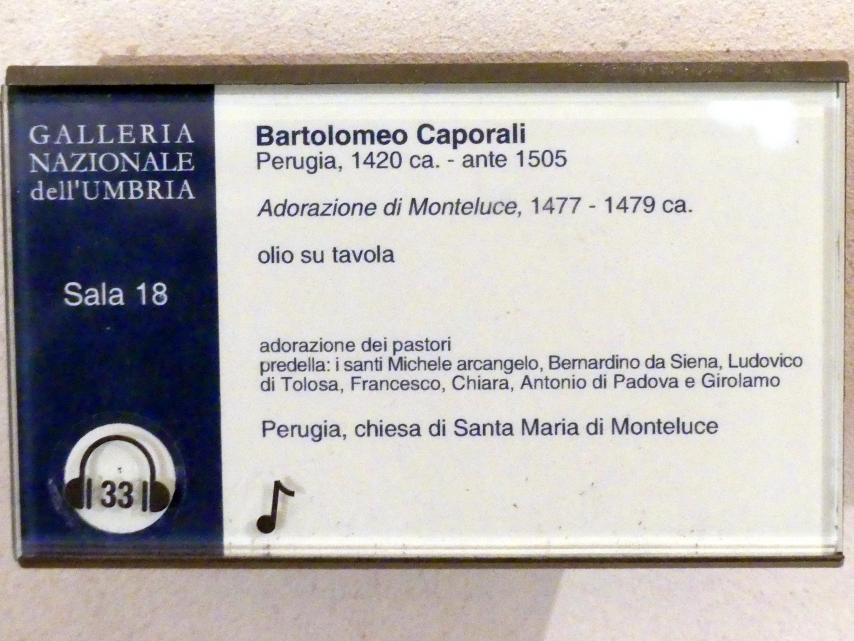 GALLERIA
NAZIONALE
dell'UMBRIA
Sala 18
33
Bartolomeo Caporali
Perugia, 1420 ca. - ante 1505
Adorazione di Monteluce, 1477 - 1479 ca.
olio su tavola
adorazione dei pastori
predella: i santi Michele arcangelo, Bernardino da Siena, Ludovico
di Tolosa, Francesco, Chiara, Antonio di Padova e Girolamo
Perugia, chiesa di Santa Maria di Monteluce